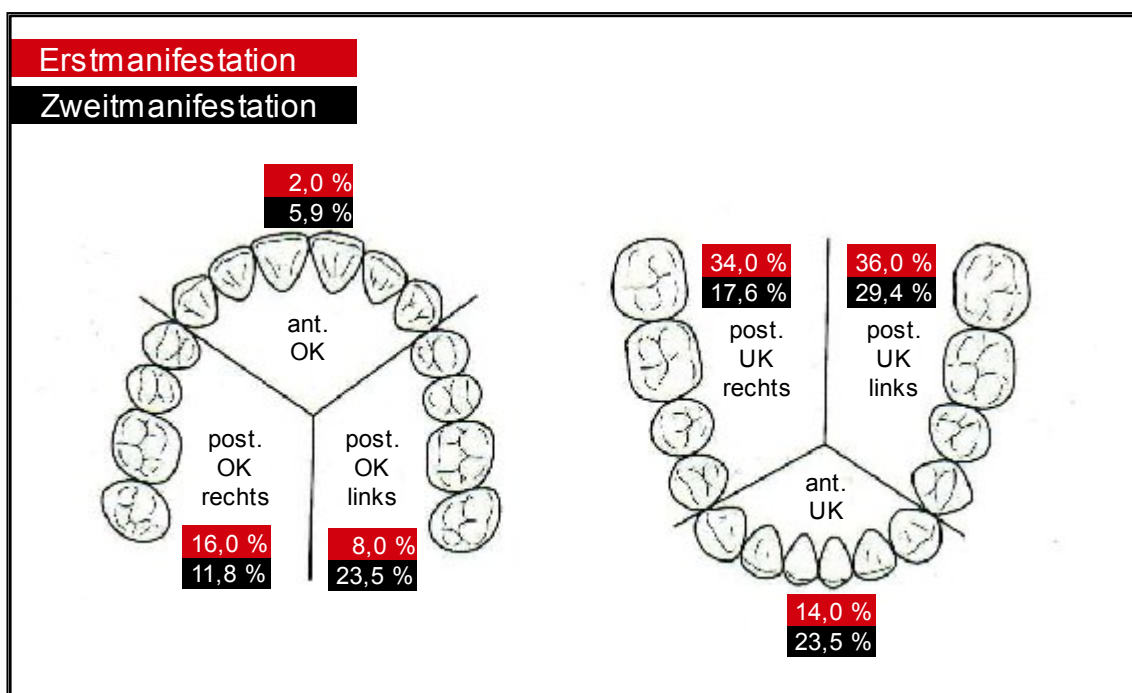 Erstmanifestation
Zweitmanifestation
2,0 %
5,9 %
ant.
OK
post.
OK
rechts
16,0 %
11,8 %
post.
OK
links
8,0 %
23,5 %
34,0 %
17,6 %
post.
UK
rechts
36,0 %
29,4 %
post.
UK
links
ant.
UK
14,0 %
23,5 %